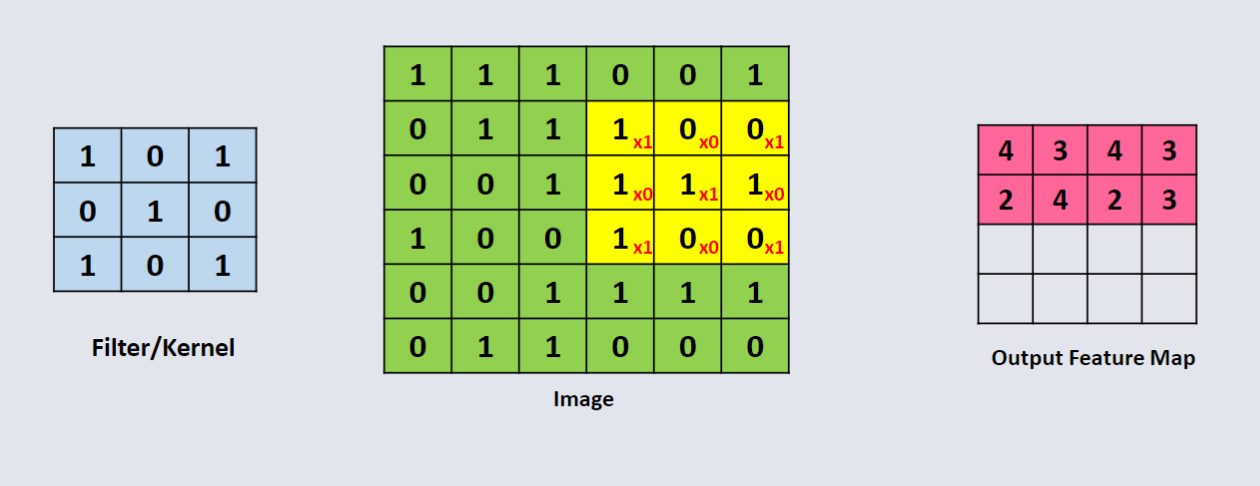 1 0 1
0 1 0
1 0 1
Filter/Kernel
1 1 1 0 0 1
0 1 1 1x1 0x0 0x1
0 0 1 1x0 1x1 1x0
1 0 0 1x1 0x0 0x1
0 0 1 1 1 1
0 1 1 0 0 0
Image
4 3 4 3
2 4 2 3
Output Feature Map